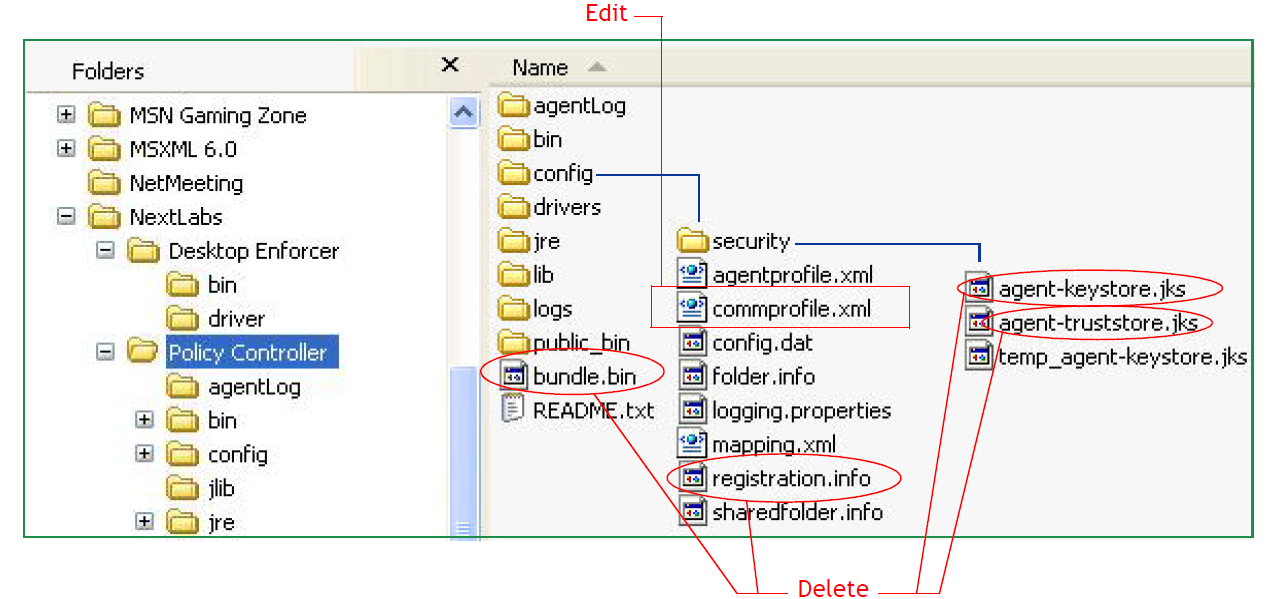 Edit
Folders
MSN Gaming Zone
MSXML 6.0
NetMeeting
NextLabs
Desktop Enforcer
bin
driver
Policy Controller
agentLog
bin
config
jlib
jre
Name
agentLog
bin
config
drivers
jre
lib
logs
public_bin
bundle.bin
README.txt
security
agentprofile.xml
commprofile.xml
config.dat
folder.info
logging.properties
mapping.xml
registration.info
sharedfolder.info
agent-keystore.jks
agent-truststore.jks
temp_agent-keystore.jks
Delete